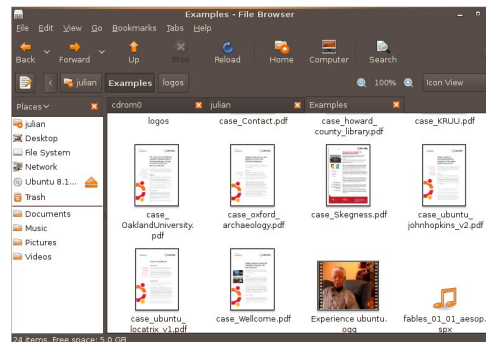 Examples - File Browser
File Edit View Go Bookmarks Tabs Help
Back Forward Up Stop Reload Home Computer Search
julian Examples logos 100% Icon View
Places cdrom0 julian Examples
julian
Desktop
File System
Network
Ubuntu 8.1...
Trash
Documents
Music
Pictures
Videos
logos
case_Contact.pdf
case_howard_
county_library.pdf
case_KRUU.pdf
case_
OaklandUniversity.
pdf
case_oxford_
archaeology.pdf
case_Skegness.pdf
case_ubuntu_
johnhopkins_v2.pdf
case_ubuntu_
locatrix_v1.pdf
case_Wellcome.pdf
Experience ubuntu.
ogg
fables_01_01_aesop.
spx
24 items, Free space: 5.0 GB